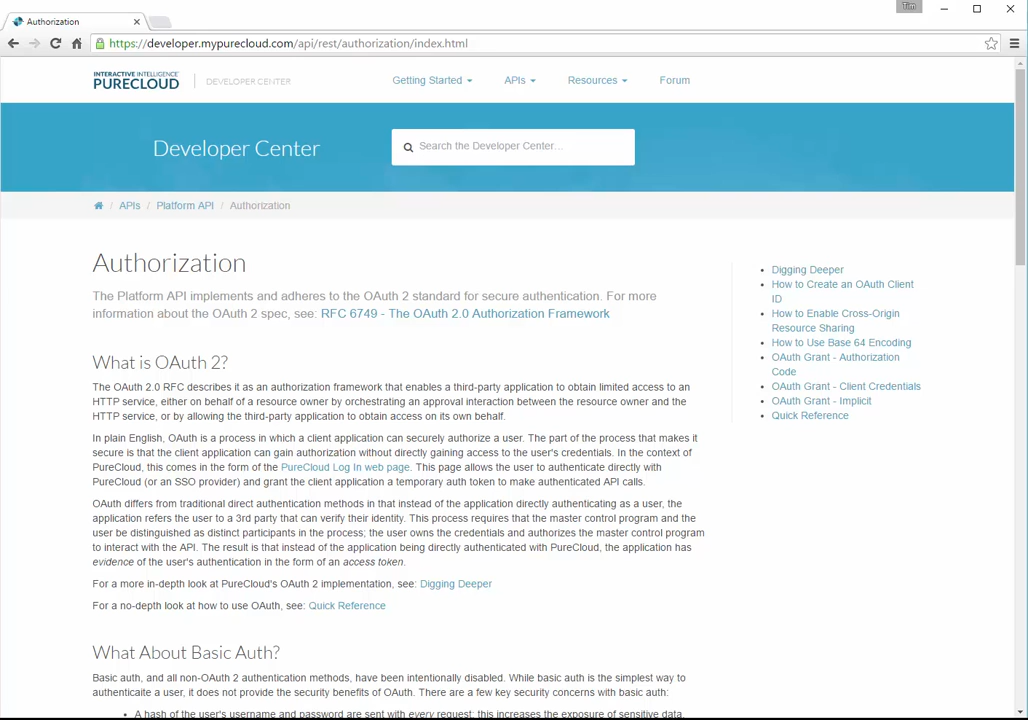 Tim
Authorization
https://developer.mypurecloud.com/api/rest/authorization/index.html
INTERACTIVE INTELLIGENCE
PURECLOUD
DEVELOPER CENTER
Getting Started
APIs
Resources
Forum
Developer Center
Search the Developer Center...
/ APIs / Platform API / Authorization
Authorization
The Platform API implements and adheres to the OAuth 2 standard for secure authentication. For more
information about the OAuth 2 spec, see: RFC 6749 - The OAuth 2.0 Authorization Framework
What is OAuth 2?
The OAuth 2.0 RFC describes it as an authorization framework that enables a third-party application to obtain limited access to an
HTTP service, either on behalf of a resource owner by orchestrating an approval interaction between the resource owner and the
HTTP service, or by allowing the third-party application to obtain access on its own behalf.
In plain English, OAuth is a process in which a client application can securely authorize a user. The part of the process that makes it
secure is that the client application can gain authorization without directly gaining access to the user's credentials. In the context of
PureCloud, this comes in the form of the PureCloud Log In web page. This page allows the user to authenticate directly with
PureCloud (or an SSO provider) and grant the client application a temporary auth token to make authenticated API calls.
OAuth differs from traditional direct authentication methods in that instead of the application directly authenticating as a user, the
application refers the user to a 3rd party that can verify their identity. This process requires that the master control program and the
user be distinguished as distinct participants in the process; the user owns the credentials and authorizes the master control program
to interact with the API. The result is that instead of the application being directly authenticated with PureCloud, the application has
evidence of the user's authentication in the form of an access token.
For a more in-depth look at PureCloud's OAuth 2 implementation, see: Digging Deeper
For a no-depth look at how to use OAuth, see: Quick Reference
What About Basic Auth?
Basic auth, and all non-OAuth 2 authentication methods, have been intentionally disabled. While basic auth is the simplest way to
authenticaite a user, it does not provide the security benefits of OAuth. There are a few key security concerns with basic auth:
• A hash of the user's username and password are sent with every request; this increases the exposure of sensitive data.
• Digging Deeper
• How to Create an OAuth Client
ID
• How to Enable Cross-Origin
Resource Sharing
• How to Use Base 64 Encoding
• OAuth Grant - Authorization
Code
• OAuth Grant - Client Credentials
• OAuth Grant - Implicit
• Quick Reference